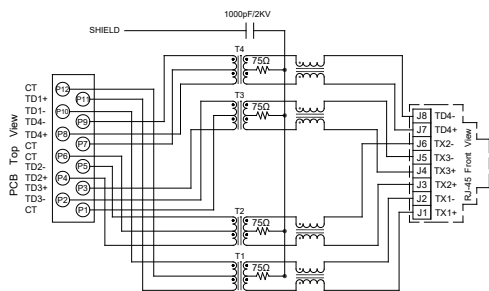 1000pF/2KV
SHIELD
T4
75Ω
T3
75Ω
T2
75Ω
T1
75Ω
PCB Top View
CT
TD1+
TD1-
TD4-
TD4+
CT
CT
TD2-
TD2+
TD3+
TD3-
CT
P12
P11
P10
P9
P8
P7
P6
P5
P4
P3
P2
P1
J8 TD4-
J7 TD4+
J6 TX2-
J5 TX3-
J4 TX3+
J3 TX2+
J2 TX1-
J1 TX1+
RJ-45 Front View